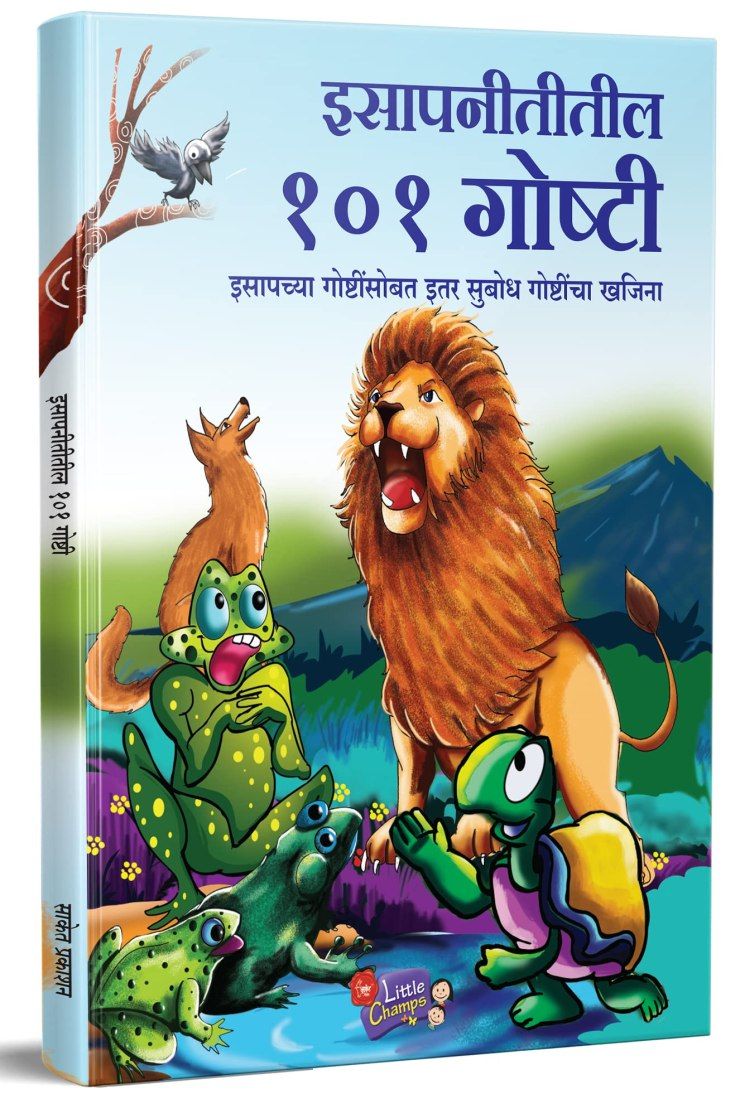 इसापनीतीतील
१०१ गोष्टी
इसापच्या गोष्टींसोबत इतर सुबोध गोष्टींचा खजिना
इसापनीतीतील १०१ गोष्टी
साकेत प्रकाशन
Little
Champs